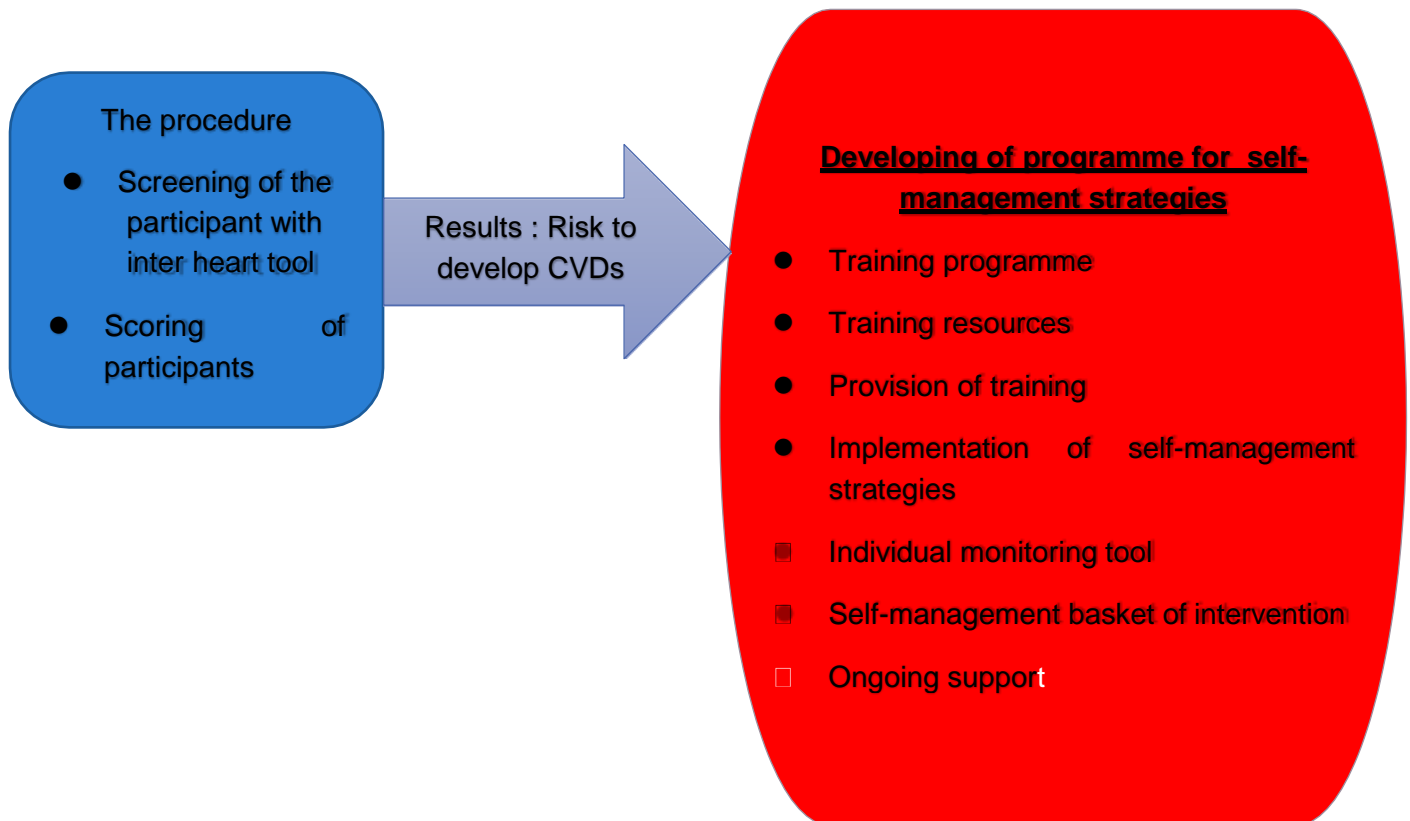 The procedure
● Screening of the
participant with
inter heart tool
● Scoring of
participants
Results : Risk to
develop CVDs
Developing of programme for self-
management strategies
● Training programme
● Training resources
● Provision of training
● Implementation of self-management
strategies
Individual monitoring tool
Self-management basket of intervention
Ongoing support